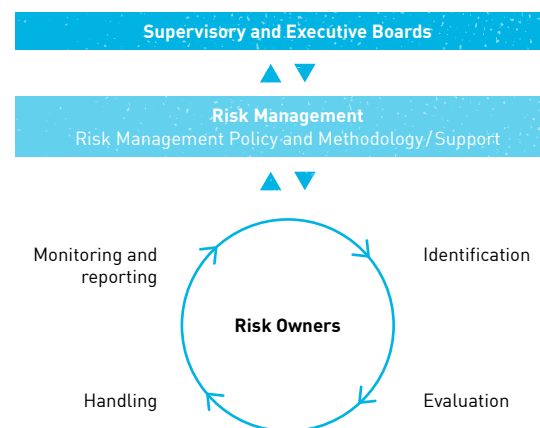 Supervisory and Executive Boards
Risk Management
Risk Management Policy and Methodology/Support
Monitoring and
reporting
Identification
Risk Owners
Handling
Evaluation